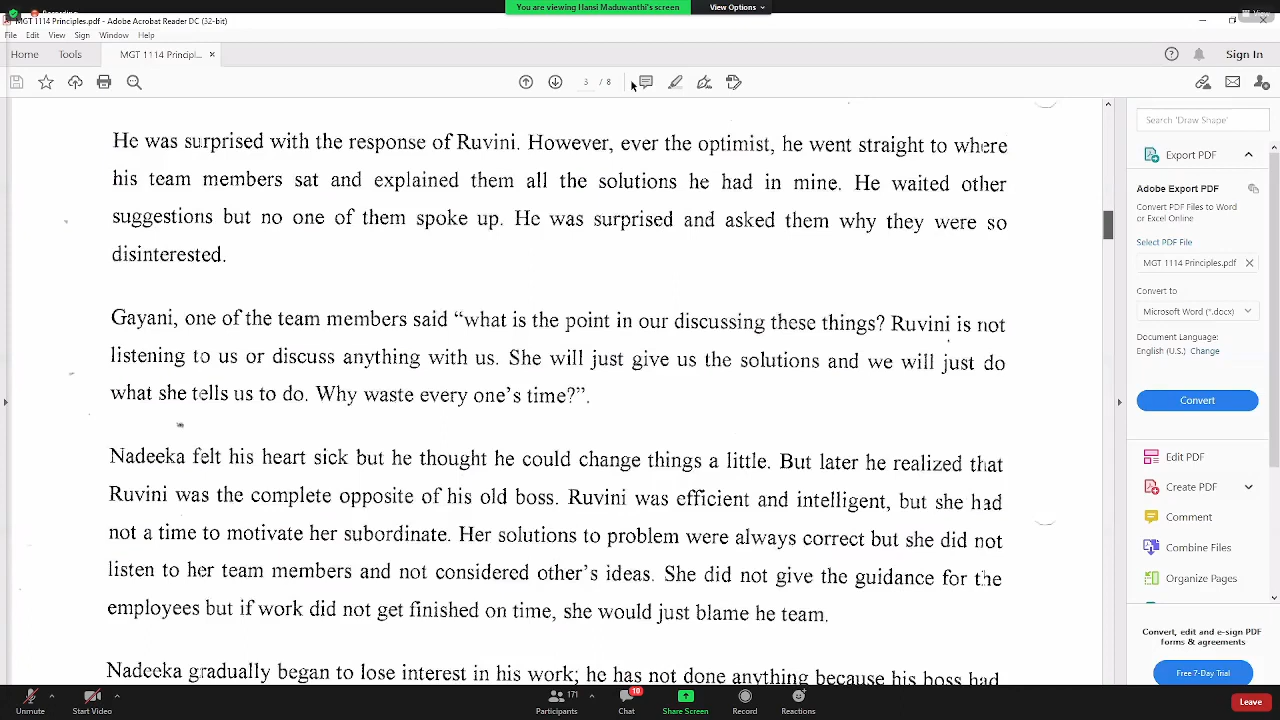 Recording
You are viewing Hansi Maduwanthi's screen
View Options
View
MGT 1114 Principles.pdf - Adobe Acrobat Reader DC (32-bit)
File Edit View Sign Window Help
Home Tools MGT 1114 Principl... × Sign In
3 / 8
He was surprised with the response of Ruvini. However, ever the optimist, he went straight to where
his team members sat and explained them all the solutions he had in mine. He waited other
suggestions but no one of them spoke up. He was surprised and asked them why they were so
disinterested.
Gayani, one of the team members said “what is the point in our discussing these things? Ruvini is not
listening to us or discuss anything with us. She will just give us the solutions and we will just do
what she tells us to do. Why waste every one’s time?”.
Nadeeka felt his heart sick but he thought he could change things a little. But later he realized that
Ruvini was the complete opposite of his old boss. Ruvini was efficient and intelligent, but she had
not a time to motivate her subordinate. Her solutions to problem were always correct but she did not
listen to her team members and not considered other’s ideas. She did not give the guidance for the
employees but if work did not get finished on time, she would just blame he team.
Nadeeka gradually began to lose interest in his work; he has not done anything because his boss had
Search 'Draw Shape'
Export PDF
Adobe Export PDF
Convert PDF Files to Word
or Excel Online
Select PDF File
MGT 1114 Principles.pdf ×
Convert to
Microsoft Word (*.docx)
Document Language:
English (U.S.) Change
Convert
Edit PDF
Create PDF
Comment
Combine Files
Organize Pages
Convert, edit and e-sign PDF
forms & agreements
Free 7-Day Trial
Unmute
Start Video
Participants 171
Chat 10
Share Screen
Record
Reactions
Leave